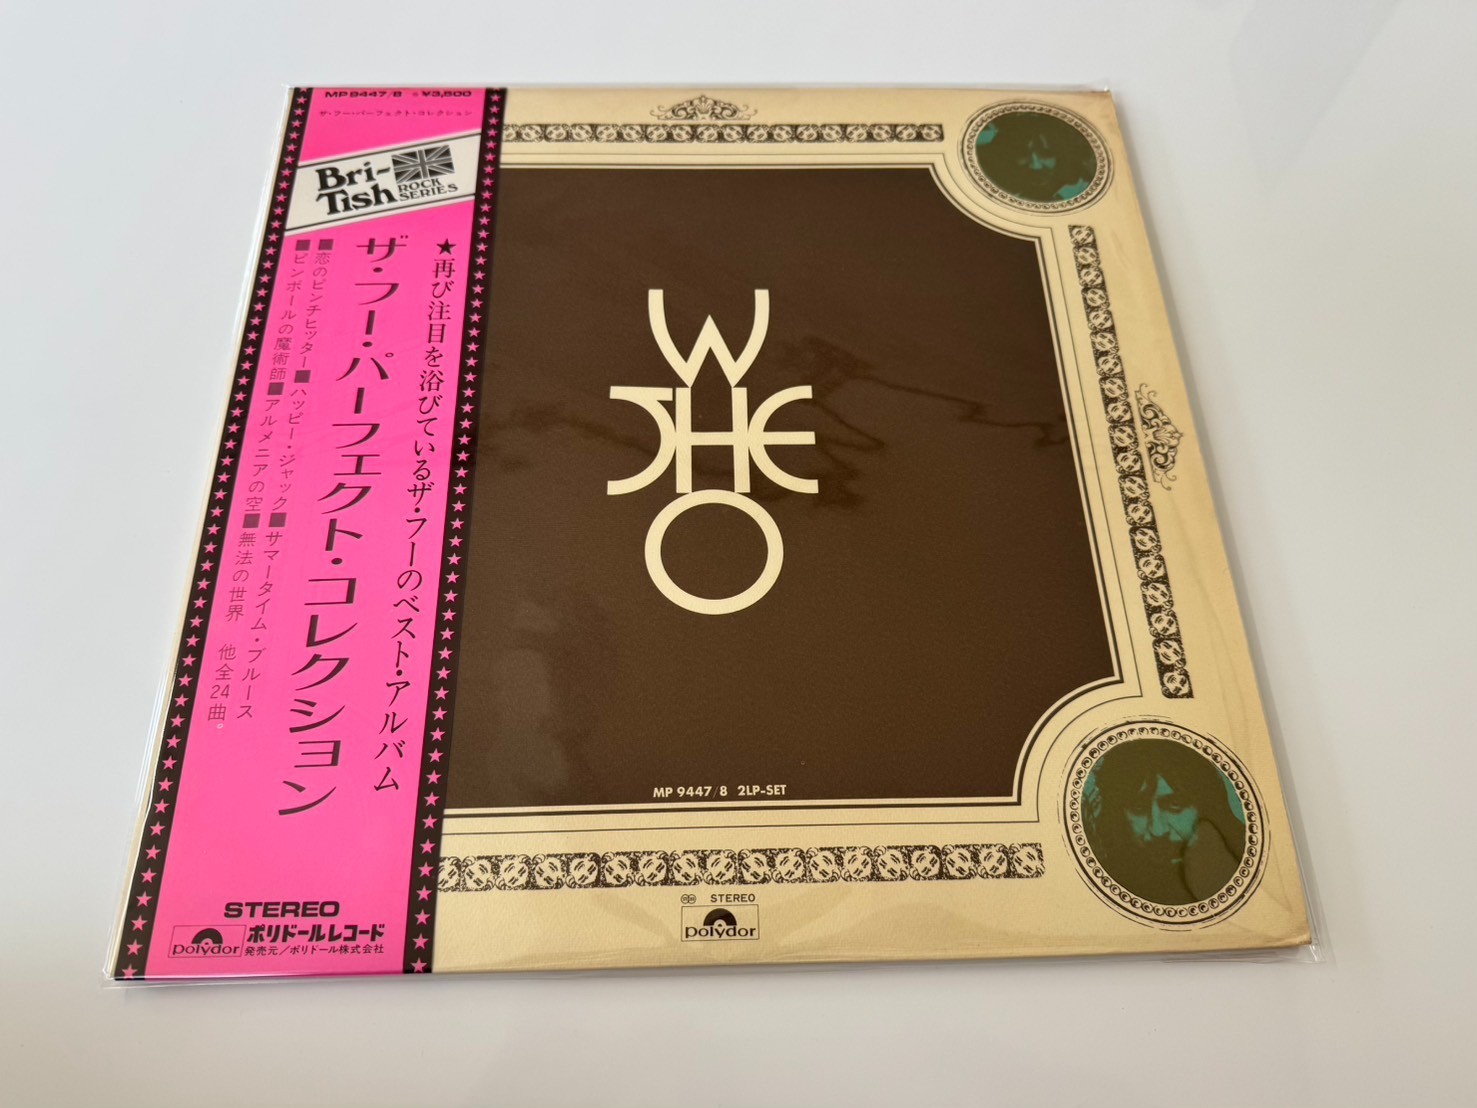 MP 9447/8 ¥3,500
ザ・フー・パーフェクト・コレクション
Bri-
Tish
ROCK
SERIES
★再び注目を浴びているザ・フーのベスト・アルバム
ザ・フー・パーフェクト・コレクション
■恋のピンチヒッター■ハッピー・ジャック■サマータイム・ブルース
■ピンボールの魔術師■アルメニアの空■無法の世界 他全24曲。
STEREO
polydor
ポリドールレコード
発売元/ポリドール株式会社
W
THE
O
MP 9447/8 2LP-SET
STEREO
polydor